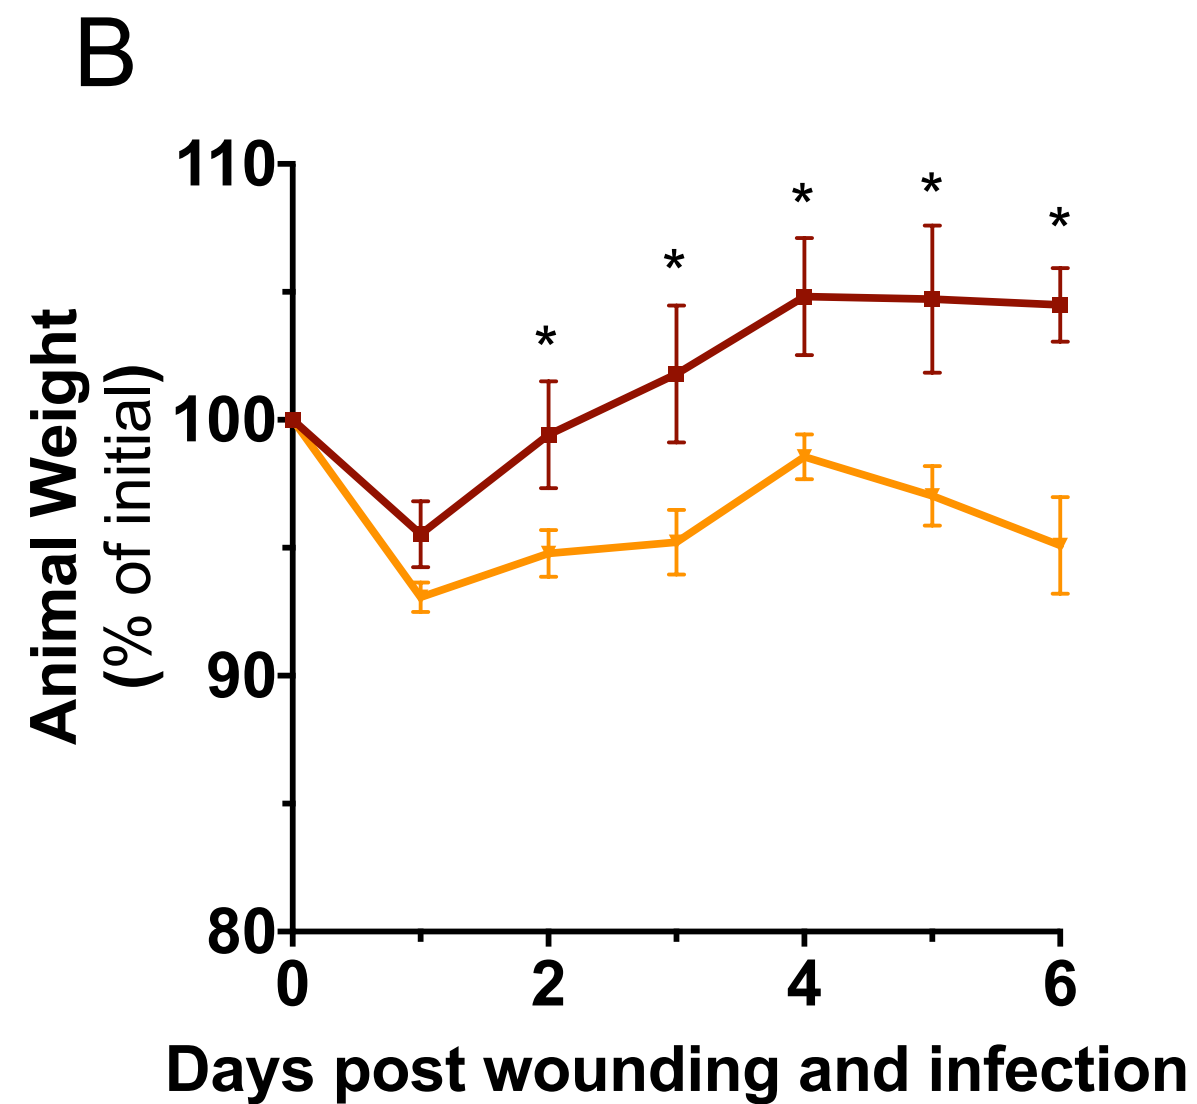 B
110
100
90
80
Animal Weight
(% of initial)
* * * * *
0 2 4 6
Days post wounding and infection